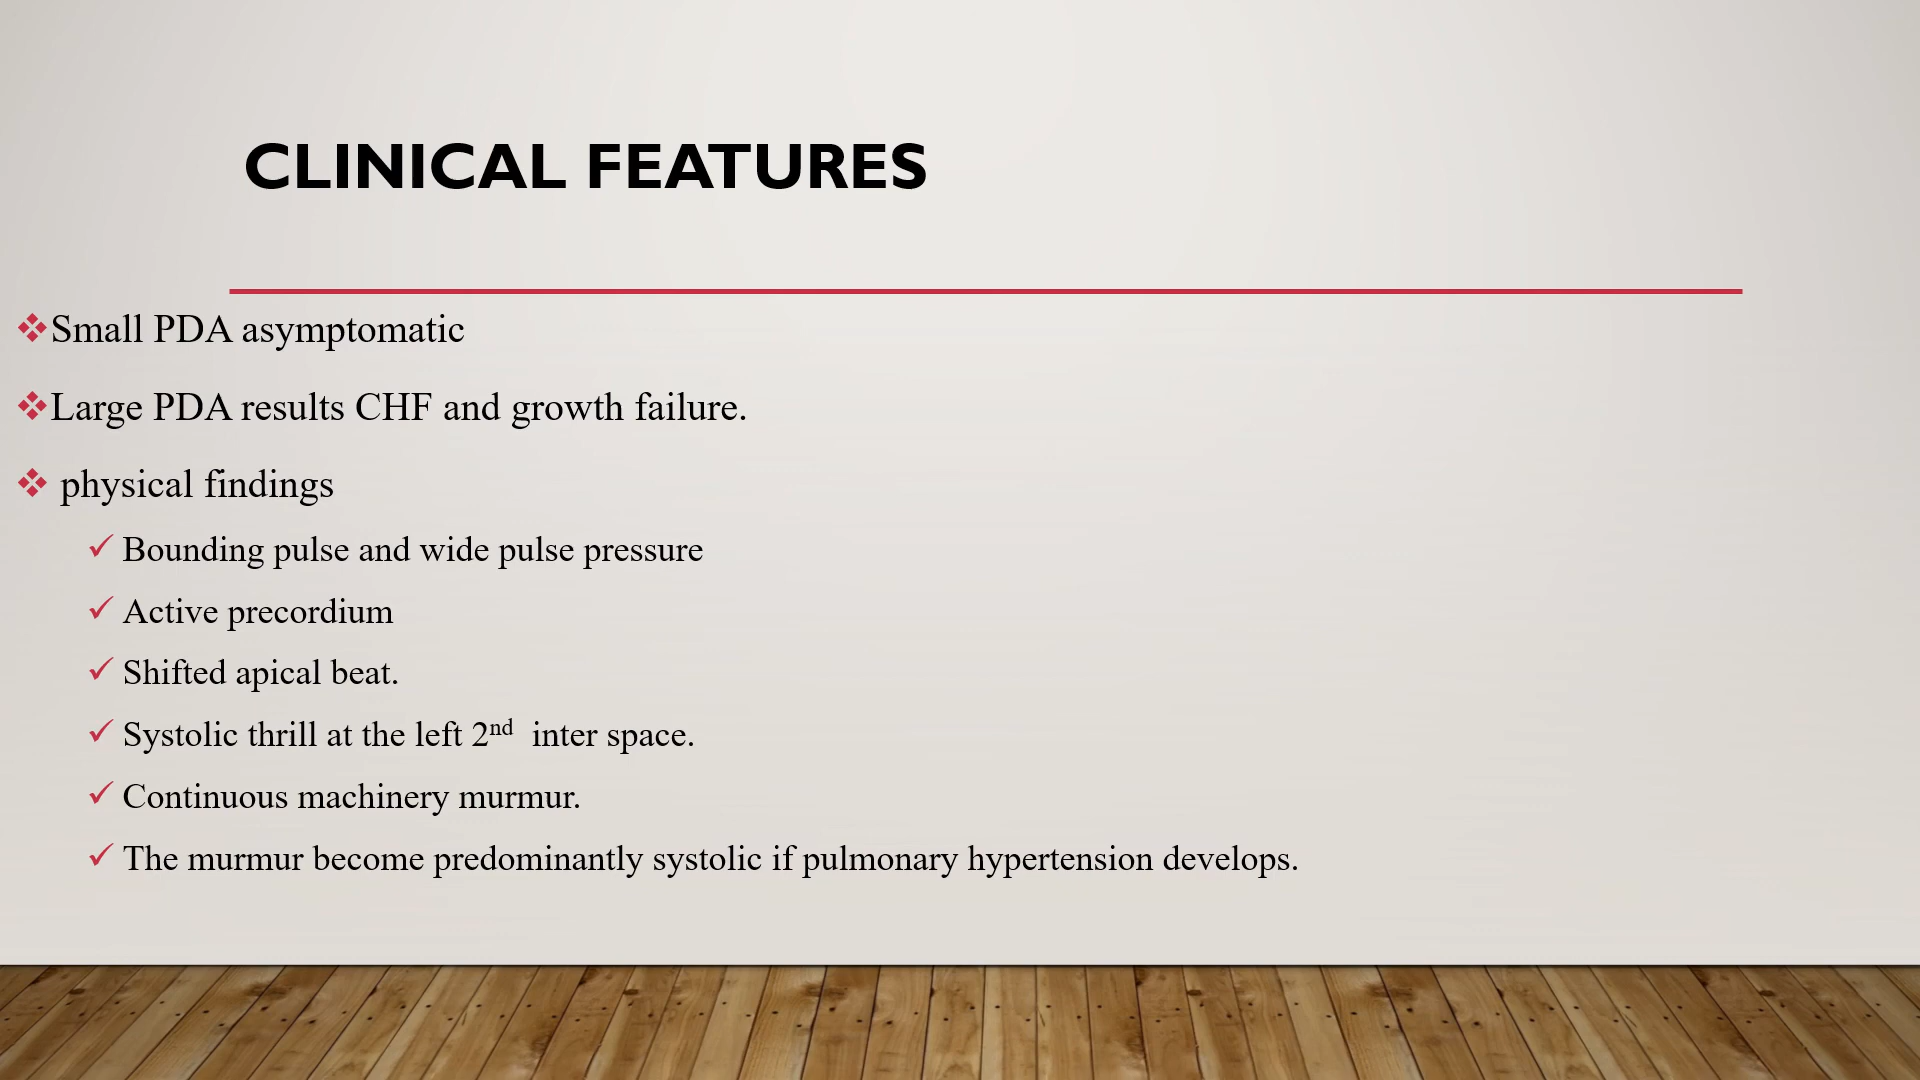 CLINICAL FEATURES
Small PDA asymptomatic
Large PDA results CHF and growth failure.
physical findings
Bounding pulse and wide pulse pressure
Active precordium
Shifted apical beat.
Systolic thrill at the left 2nd inter space.
Continuous machinery murmur.
The murmur become predominantly systolic if pulmonary hypertension develops.